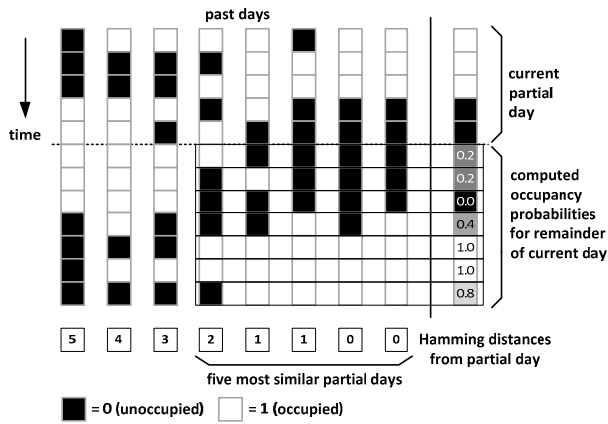 past days
current
partial
day
time
0.2
0.2
0.0
0.4
1.0
1.0
0.8
computed
occupancy
probabilities
for remainder
of current day
5 4 3 2 1 1 0 0
Hamming distances
from partial day
five most similar partial days
= 0 (unoccupied)
= 1 (occupied)